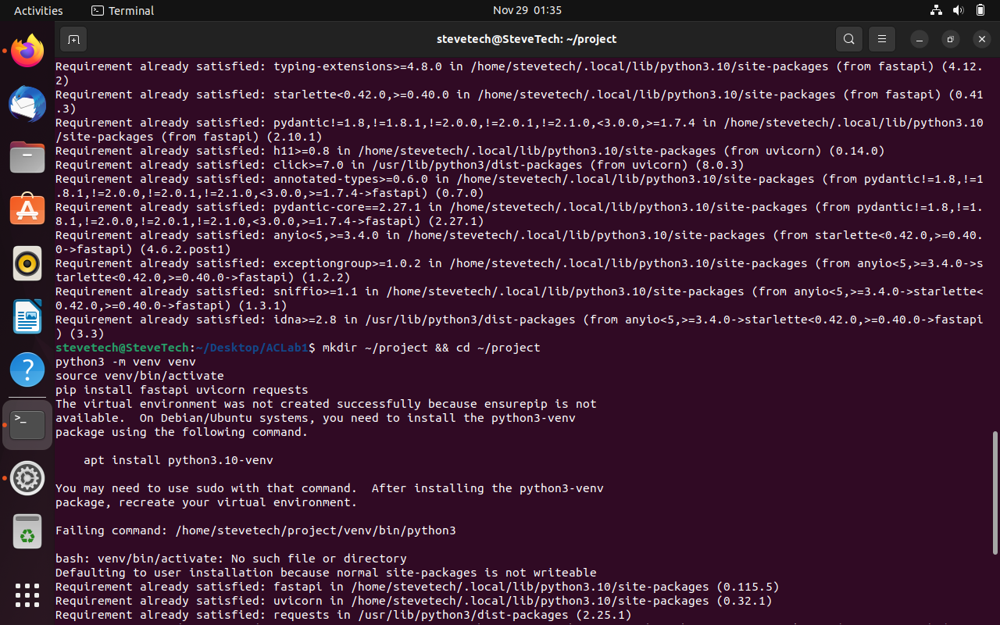 Activities
Terminal
Nov 29 01:35
stevetech@SteveTech: ~/project
Requirement already satisfied: typing-extensions>=4.8.0 in /home/stevetech/.local/lib/python3.10/site-packages (from fastapi) (4.12.
2)
Requirement already satisfied: starlette<0.42.0,>=0.40.0 in /home/stevetech/.local/lib/python3.10/site-packages (from fastapi) (0.41
.3)
Requirement already satisfied: pydantic!=1.8,!=1.8.1,!=2.0.0,!=2.0.1,!=2.1.0,<3.0.0,>=1.7.4 in /home/stevetech/.local/lib/python3.10
/site-packages (from fastapi) (2.10.1)
Requirement already satisfied: h11>=0.8 in /home/stevetech/.local/lib/python3.10/site-packages (from uvicorn) (0.14.0)
Requirement already satisfied: click>=7.0 in /usr/lib/python3/dist-packages (from uvicorn) (8.0.3)
Requirement already satisfied: annotated-types>=0.6.0 in /home/stevetech/.local/lib/python3.10/site-packages (from pydantic!=1.8,!=1
.8.1,!=2.0.0,!=2.0.1,!=2.1.0,<3.0.0,>=1.7.4->fastapi) (0.7.0)
Requirement already satisfied: pydantic-core==2.27.1 in /home/stevetech/.local/lib/python3.10/site-packages (from pydantic!=1.8,!=1.
8.1,!=2.0.0,!=2.0.1,!=2.1.0,<3.0.0,>=1.7.4->fastapi) (2.27.1)
Requirement already satisfied: anyio<5,>=3.4.0 in /home/stevetech/.local/lib/python3.10/site-packages (from starlette<0.42.0,>=0.40.
0->fastapi) (4.6.2.post1)
Requirement already satisfied: exceptiongroup>=1.0.2 in /home/stevetech/.local/lib/python3.10/site-packages (from anyio<5,>=3.4.0->s
tarlette<0.42.0,>=0.40.0->fastapi) (1.2.2)
Requirement already satisfied: sniffio>=1.1 in /home/stevetech/.local/lib/python3.10/site-packages (from anyio<5,>=3.4.0->starlette<
0.42.0,>=0.40.0->fastapi) (1.3.1)
Requirement already satisfied: idna>=2.8 in /usr/lib/python3/dist-packages (from anyio<5,>=3.4.0->starlette<0.42.0,>=0.40.0->fastapi
) (3.3)
stevetech@SteveTech:~/Desktop/ACLab1$ mkdir ~/project && cd ~/project
python3 -m venv venv
source venv/bin/activate
pip install fastapi uvicorn requests
The virtual environment was not created successfully because ensurepip is not
available.  On Debian/Ubuntu systems, you need to install the python3-venv
package using the following command.
    apt install python3.10-venv
You may need to use sudo with that command.  After installing the python3-venv
package, recreate your virtual environment.
Failing command: /home/stevetech/project/venv/bin/python3
bash: venv/bin/activate: No such file or directory
Defaulting to user installation because normal site-packages is not writeable
Requirement already satisfied: fastapi in /home/stevetech/.local/lib/python3.10/site-packages (0.115.5)
Requirement already satisfied: uvicorn in /home/stevetech/.local/lib/python3.10/site-packages (0.32.1)
Requirement already satisfied: requests in /usr/lib/python3/dist-packages (2.25.1)